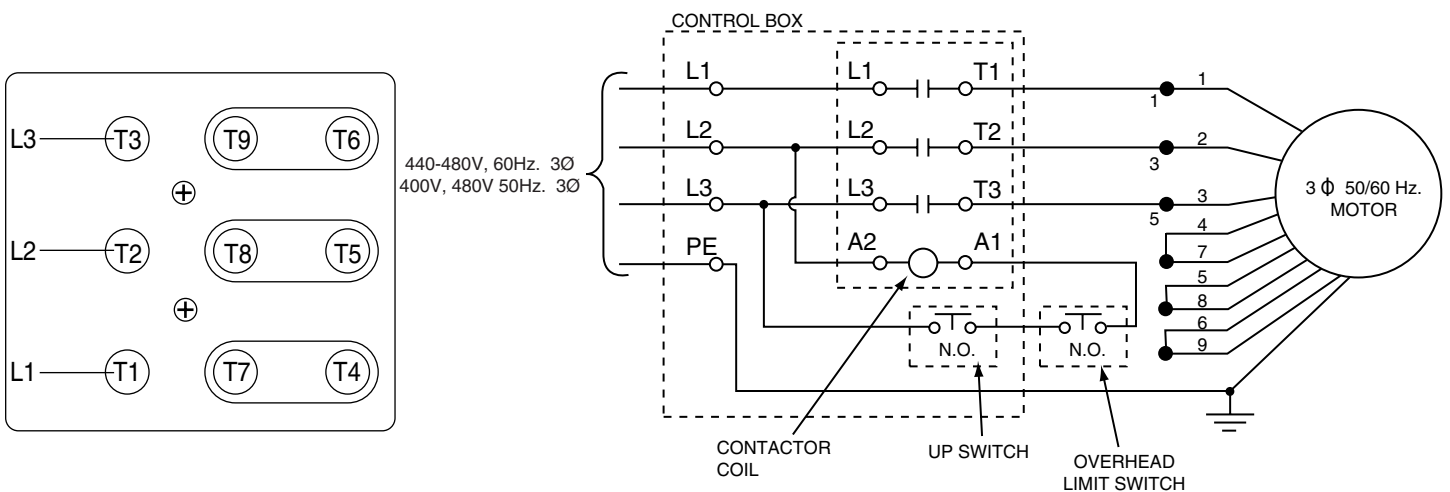 L3
T3
T9
T6
L2
T2
T8
T5
L1
T1
T7
T4
440-480V, 60Hz. 3Ø
400V, 480V 50Hz. 3Ø
CONTROL BOX
L1
L1
T1
1
1
L2
L2
T2
2
3
L3
L3
T3
3
5
PE
A2
A1
4
7
5
8
6
9
3 ϕ 50/60 Hz.
MOTOR
N.O.
N.O.
CONTACTOR
COIL
UP SWITCH
OVERHEAD
LIMIT SWITCH